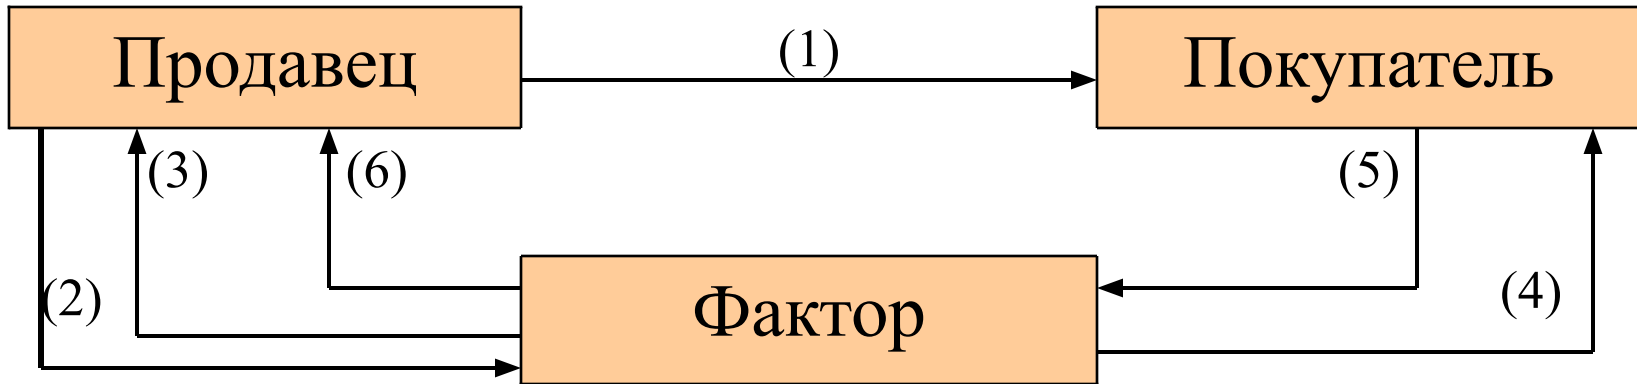 Продавец
(1)
Покупатель
(3)
(6)
(5)
(2)
Фактор
(4)